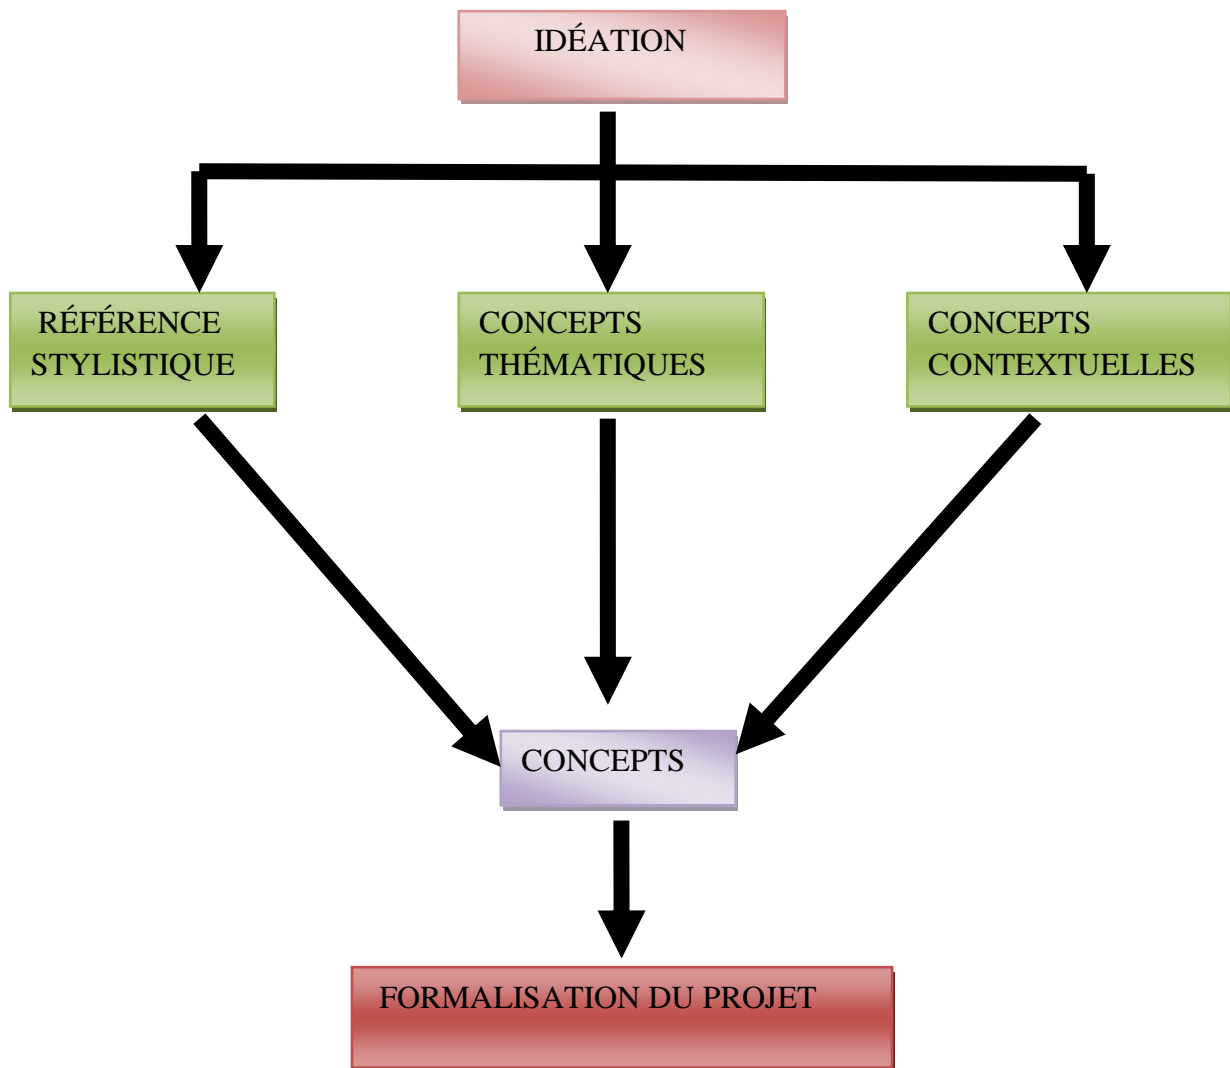 IDÉATION
RÉFÉRENCE
STYLISTIQUE
CONCEPTS
THÉMATIQUES
CONCEPTS
CONTEXTUELLES
CONCEPTS
FORMALISATION DU PROJET